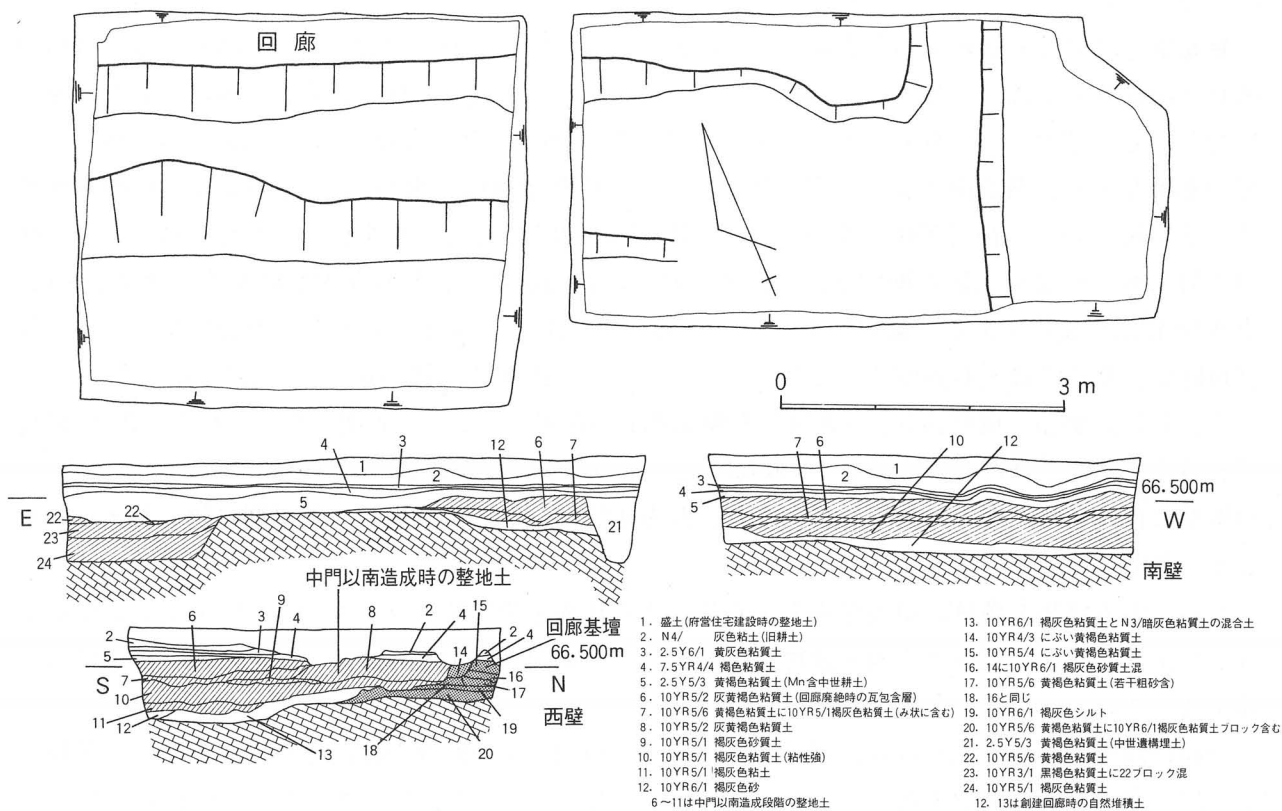 回廊
0 3 m
4 3 1 2 12 6 7
E 22 22 23 24 5 21
7 6 2 1 10 12
3 4 5
66.500m
W
南壁
中門以南造成時の整地土
9 6 3 4 8 2 4 15
2 5 7 10 11 12 13 18 20 14 2 4 16 17 19
回廊基壇
66.500m
S N
西壁
1. 盛土(府営住宅建設時の整地土)
2. N4/ 灰色粘土(旧耕土)
3. 2.5Y6/1 黄灰色粘質土
4. 7.5YR4/4 褐色粘質土
5. 2.5Y5/3 黄褐色粘質土(Mn含中世耕土)
6. 10YR5/2 灰黄褐色粘質土(回廊廃絶時の瓦包含層)
7. 10YR5/6 黄褐色粘質土に10YR5/1褐灰色粘質土(み状に含む)
8. 10YR5/2 灰黄褐色粘質土
9. 10YR5/1 褐灰色砂質土
10. 10YR5/1 褐灰色粘質土(粘性強)
11. 10YR5/1 褐灰色粘土
12. 10YR6/1 褐灰色砂
6~11は中門以南造成段階の整地土
13. 10YR6/1 褐灰色粘質土とN3/暗灰色粘質土の混合土
14. 10YR4/3 にぶい黄褐色粘質土
15. 10YR5/4 にぶい黄褐色粘質土
16. 14に10YR6/1 褐灰色砂質土混
17. 10YR5/6 黄褐色粘質土(若干粗砂含)
18. 16と同じ
19. 10YR6/1 褐灰色シルト
20. 10YR5/6 黄褐色粘質土に10YR6/1褐灰色粘質土ブロック含む
21. 2.5Y5/3 黄褐色粘質土(中世遺構埋土)
22. 10YR5/6 黄褐色粘質土
23. 10YR3/1 黒褐色粘質土に22ブロック混
24. 10YR5/1 褐灰色粘質土
12. 13は創建回廊時の自然堆積土